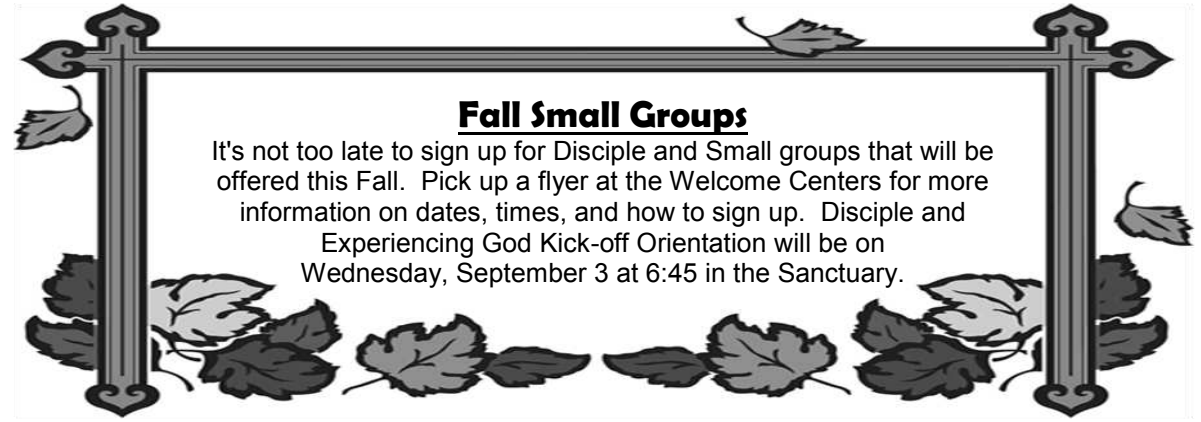 Fall Small Groups
It's not too late to sign up for Disciple and Small groups that will be
offered this Fall.  Pick up a flyer at the Welcome Centers for more
information on dates, times, and how to sign up.  Disciple and
Experiencing God Kick-off Orientation will be on
Wednesday, September 3 at 6:45 in the Sanctuary.